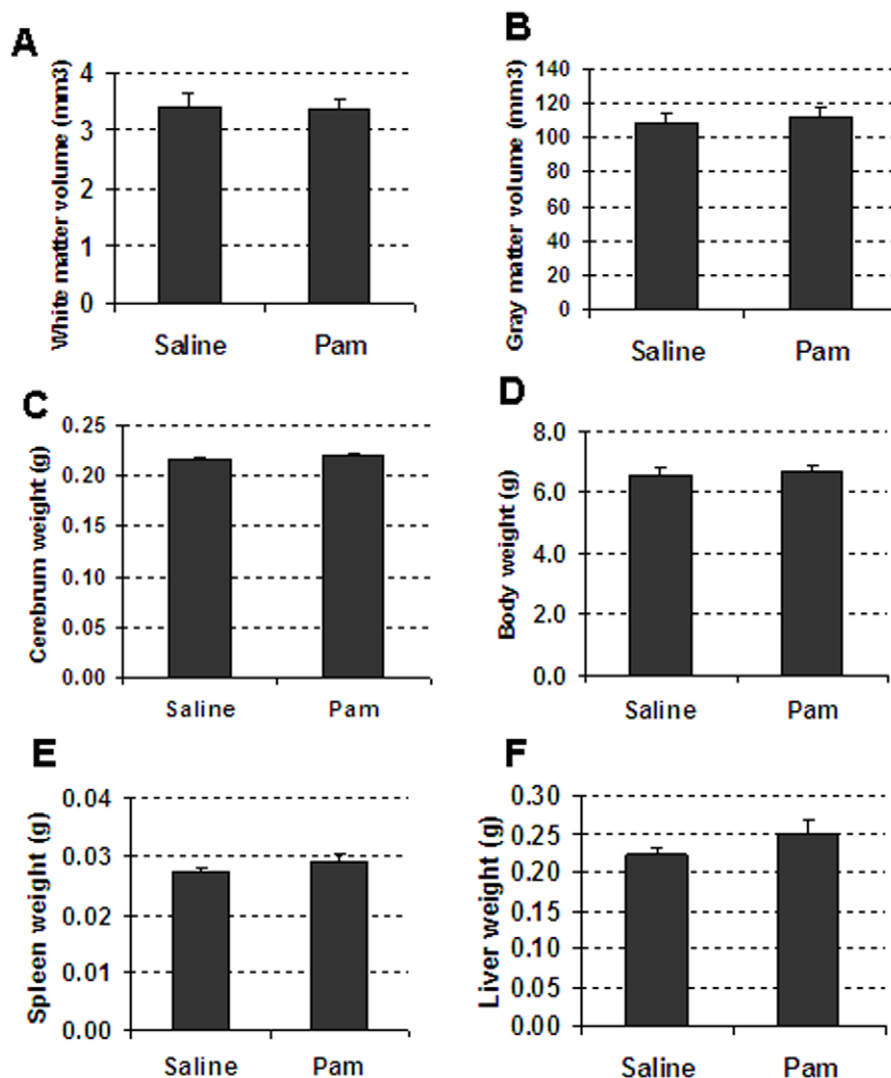 A
White matter volume (mm3)
4
3
2
1
0
Saline Pam
B
Gray matter volume (mm3)
140
120
100
80
60
40
20
0
Saline Pam
C
Cerebrum weight (g)
0.25
0.20
0.15
0.10
0.05
0.00
Saline Pam
D
Body weight (g)
8.0
6.0
4.0
2.0
0.0
Saline Pam
E
Spleen weight (g)
0.04
0.03
0.02
0.01
0.00
Saline Pam
F
Liver weight (g)
0.30
0.25
0.20
0.15
0.10
0.05
0.00
Saline Pam